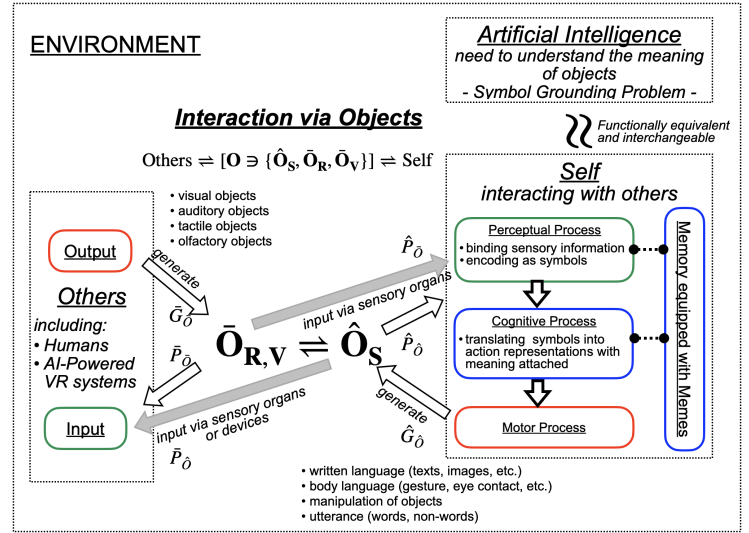 ENVIRONMENT
Artificial Intelligence
need to understand the meaning
of objects
- Symbol Grounding Problem -
Functionally equivalent
and interchangeable
Interaction via Objects
Others ⇌ [O ∋ {Ô_S, Ō_R, Ō_V}] ⇌ Self
• visual objects
• auditory objects
• tactile objects
• olfactory objects
Self
interacting with others
Output
generate
Ḡ_Ō
Others
including:
• Humans
• AI-Powered
VR systems
P̄_Ō
Input
Ō_R,V ⇌ Ô_S
input via sensory organs
P̂_Ō
P̂_Ô
input via sensory organs
or devices
P̄_Ô
generate
Ĝ_Ô
Perceptual Process
• binding sensory information
• encoding as symbols
Cognitive Process
• translating symbols into
action representations with
meaning attached
Motor Process
Memory equipped with Memes
• written language (texts, images, etc.)
• body language (gesture, eye contact, etc.)
• manipulation of objects
• utterance (words, non-words)